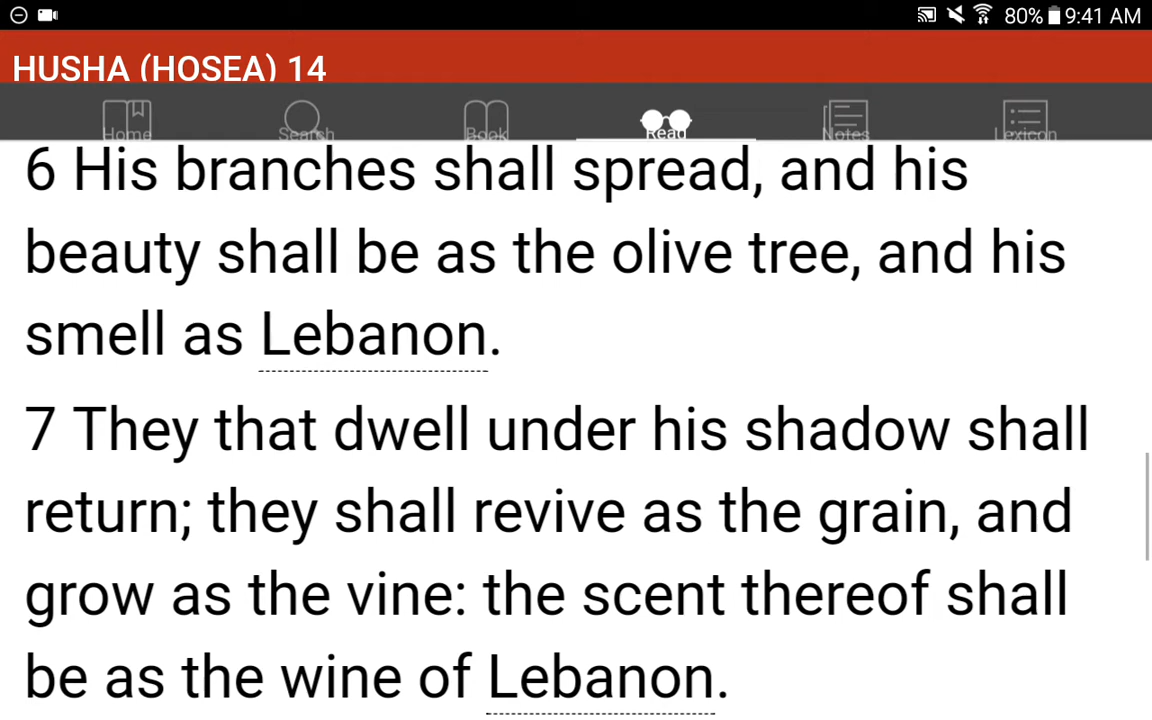 80% 9:41 AM
HUSHA (HOSEA) 14
Home Search Book Read Notes Lexicon
6 His branches shall spread, and his
beauty shall be as the olive tree, and his
smell as Lebanon.
7 They that dwell under his shadow shall
return; they shall revive as the grain, and
grow as the vine: the scent thereof shall
be as the wine of Lebanon.